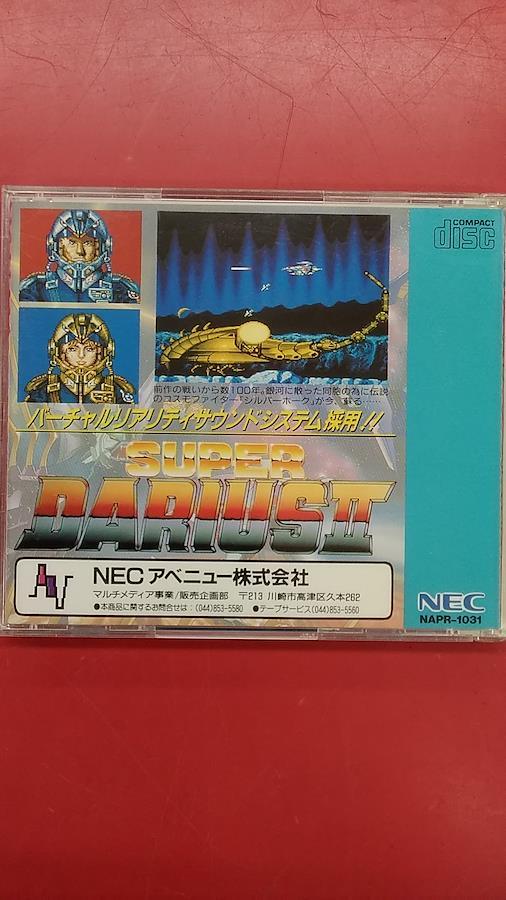 COMPACT
disc
前作の戦いから数100年。銀河に散った同胞の為に伝説
のコスモファイター「シルバーホーク」が今、蘇る……
バーチャルリアリティサウンドシステム採用!!
SUPER
DARIUS II
NECアベニュー株式会社
マルチメディア事業/販売企画部 〒213 川崎市高津区久本262
●本商品に関するお問合せは:(044)853-5580 ●テープサービス(044)853-5560
NEC
NAPR-1031